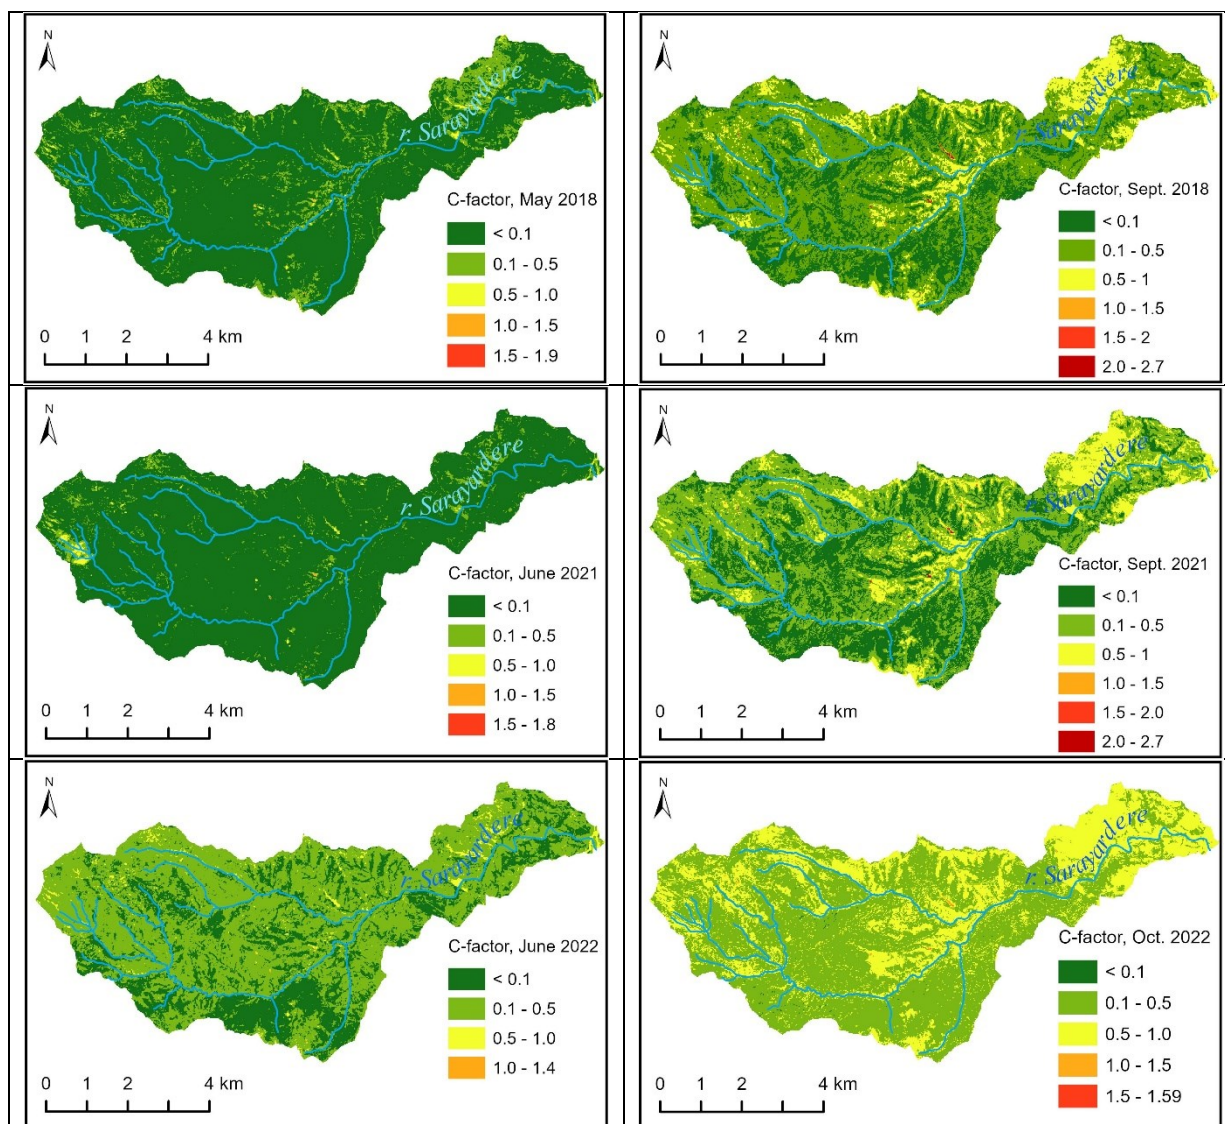 N
r. Sarayardere
C-factor, May 2018
< 0.1
0.1 - 0.5
0.5 - 1.0
1.0 - 1.5
1.5 - 1.9
0 1 2 4 km
N
r. Sarayardere
C-factor, Sept. 2018
< 0.1
0.1 - 0.5
0.5 - 1
1.0 - 1.5
1.5 - 2
2.0 - 2.7
0 1 2 4 km
N
r. Sarayardere
C-factor, June 2021
< 0.1
0.1 - 0.5
0.5 - 1.0
1.0 - 1.5
1.5 - 1.8
0 1 2 4 km
N
r. Sarayardere
C-factor, Sept. 2021
< 0.1
0.1 - 0.5
0.5 - 1
1.0 - 1.5
1.5 - 2.0
2.0 - 2.7
0 1 2 4 km
N
r. Sarayardere
C-factor, June 2022
< 0.1
0.1 - 0.5
0.5 - 1.0
1.0 - 1.4
0 1 2 4 km
N
r. Sarayardere
C-factor, Oct. 2022
< 0.1
0.1 - 0.5
0.5 - 1.0
1.0 - 1.5
1.5 - 1.59
0 1 2 4 km